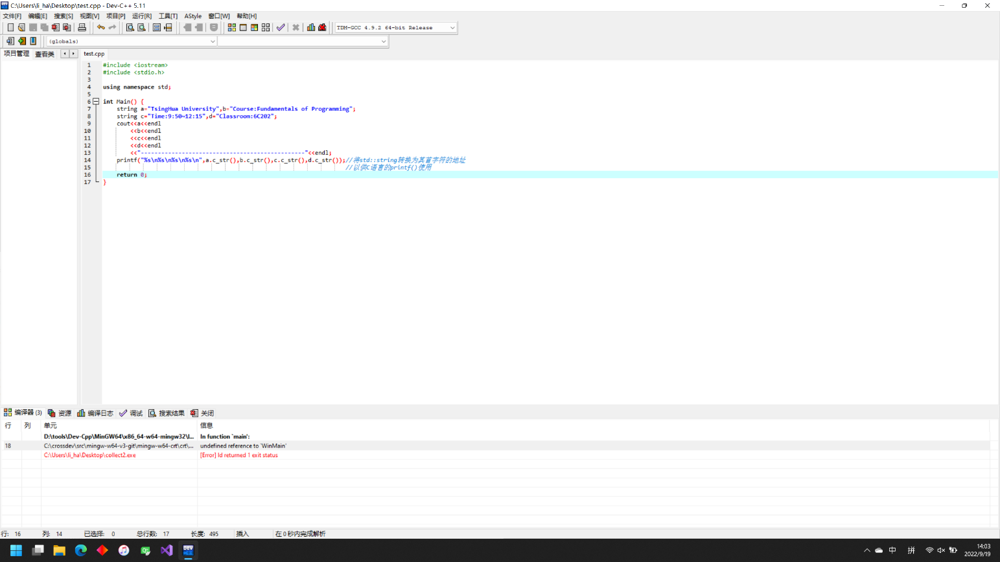 C:\Users\li_ha\Desktop\test.cpp - Dev-C++ 5.11
文件[F] 编辑[E] 搜索[S] 视图[V] 项目[P] 运行[R] 工具[T] AStyle 窗口[W] 帮助[H]
TDM-GCC 4.9.2 64-bit Release
(globals)
项目管理 查看类 test.cpp
1 #include <iostream>
2 #include <stdio.h>
3
4 using namespace std;
5
6 int Main() {
7 string a="TsingHua University",b="Course:Fundamentals of Programming";
8 string c="Time:9:50~12:15",d="Classroom:6C202";
9 cout<<a<<endl
10 <<b<<endl
11 <<c<<endl
12 <<d<<endl
13 <<"------------------------------------------------"<<endl;
14 printf("%s\n%s\n%s\n%s\n",a.c_str(),b.c_str(),c.c_str(),d.c_str());//将std::string转换为其首字符的地址
15 //以供C语言的printf()使用
16 return 0;
17 }
编译器 (3) 资源 编译日志 调试 搜索结果 关闭
行 列 单元 信息
D:\tools\Dev-Cpp\MinGW64\x86_64-w64-mingw32\l... In function `main':
18 C:\crossdev\src\mingw-w64-v3-git\mingw-w64-crt\crt\... undefined reference to `WinMain'
C:\Users\li_ha\Desktop\collect2.exe [Error] ld returned 1 exit status
行: 16 列: 14 已选择: 0 总行数: 17 长度: 495 插入 在 0 秒内完成解析
DEV
中 拼 14:03
2022/9/19